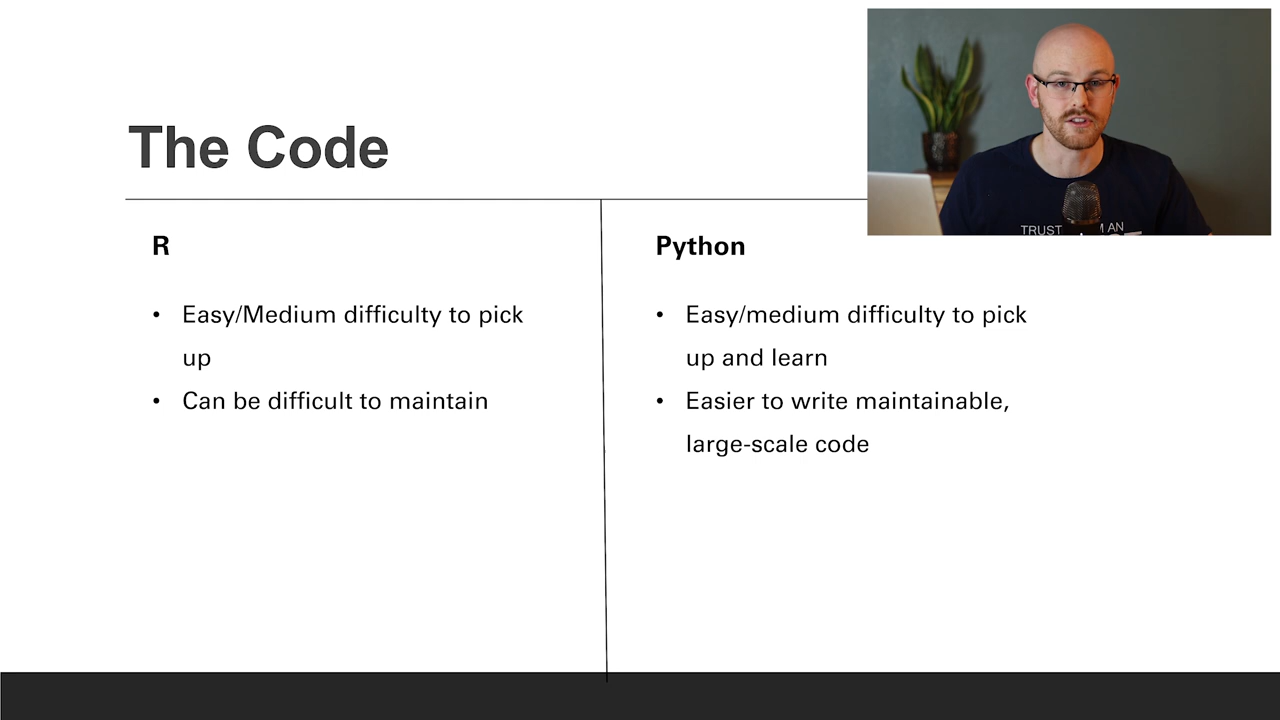 The Code
R
• Easy/Medium difficulty to pick
up
• Can be difficult to maintain
Python
• Easy/medium difficulty to pick
up and learn
• Easier to write maintainable,
large-scale code
TRUST AN